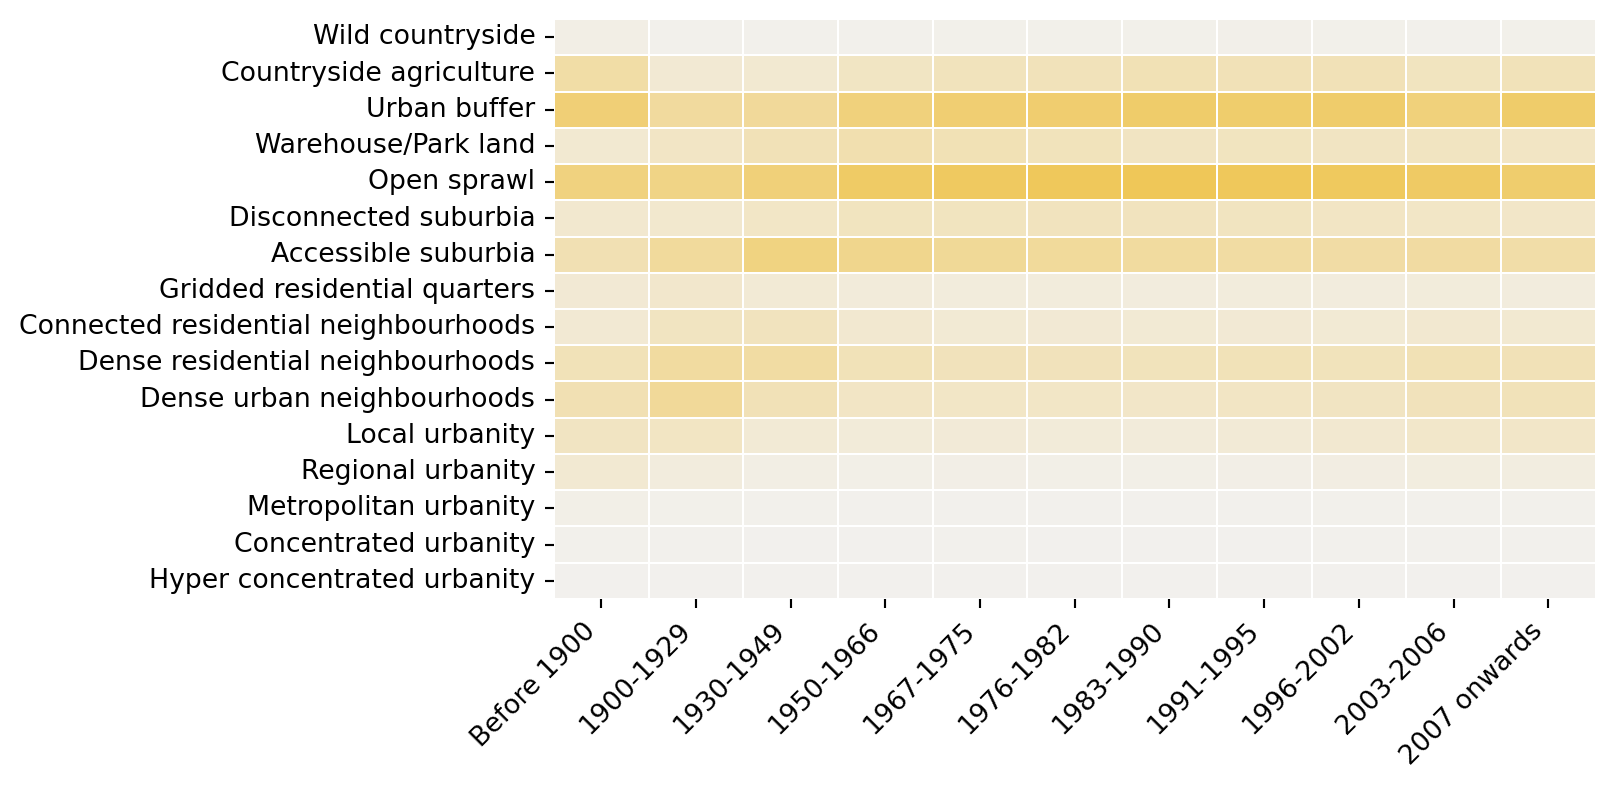 Wild countryside
Countryside agriculture
Urban buffer
Warehouse/Park land
Open sprawl
Disconnected suburbia
Accessible suburbia
Gridded residential quarters
Connected residential neighbourhoods
Dense residential neighbourhoods
Dense urban neighbourhoods
Local urbanity
Regional urbanity
Metropolitan urbanity
Concentrated urbanity
Hyper concentrated urbanity
Before 1900
1900-1929
1930-1949
1950-1966
1967-1975
1976-1982
1983-1990
1991-1995
1996-2002
2003-2006
2007 onwards